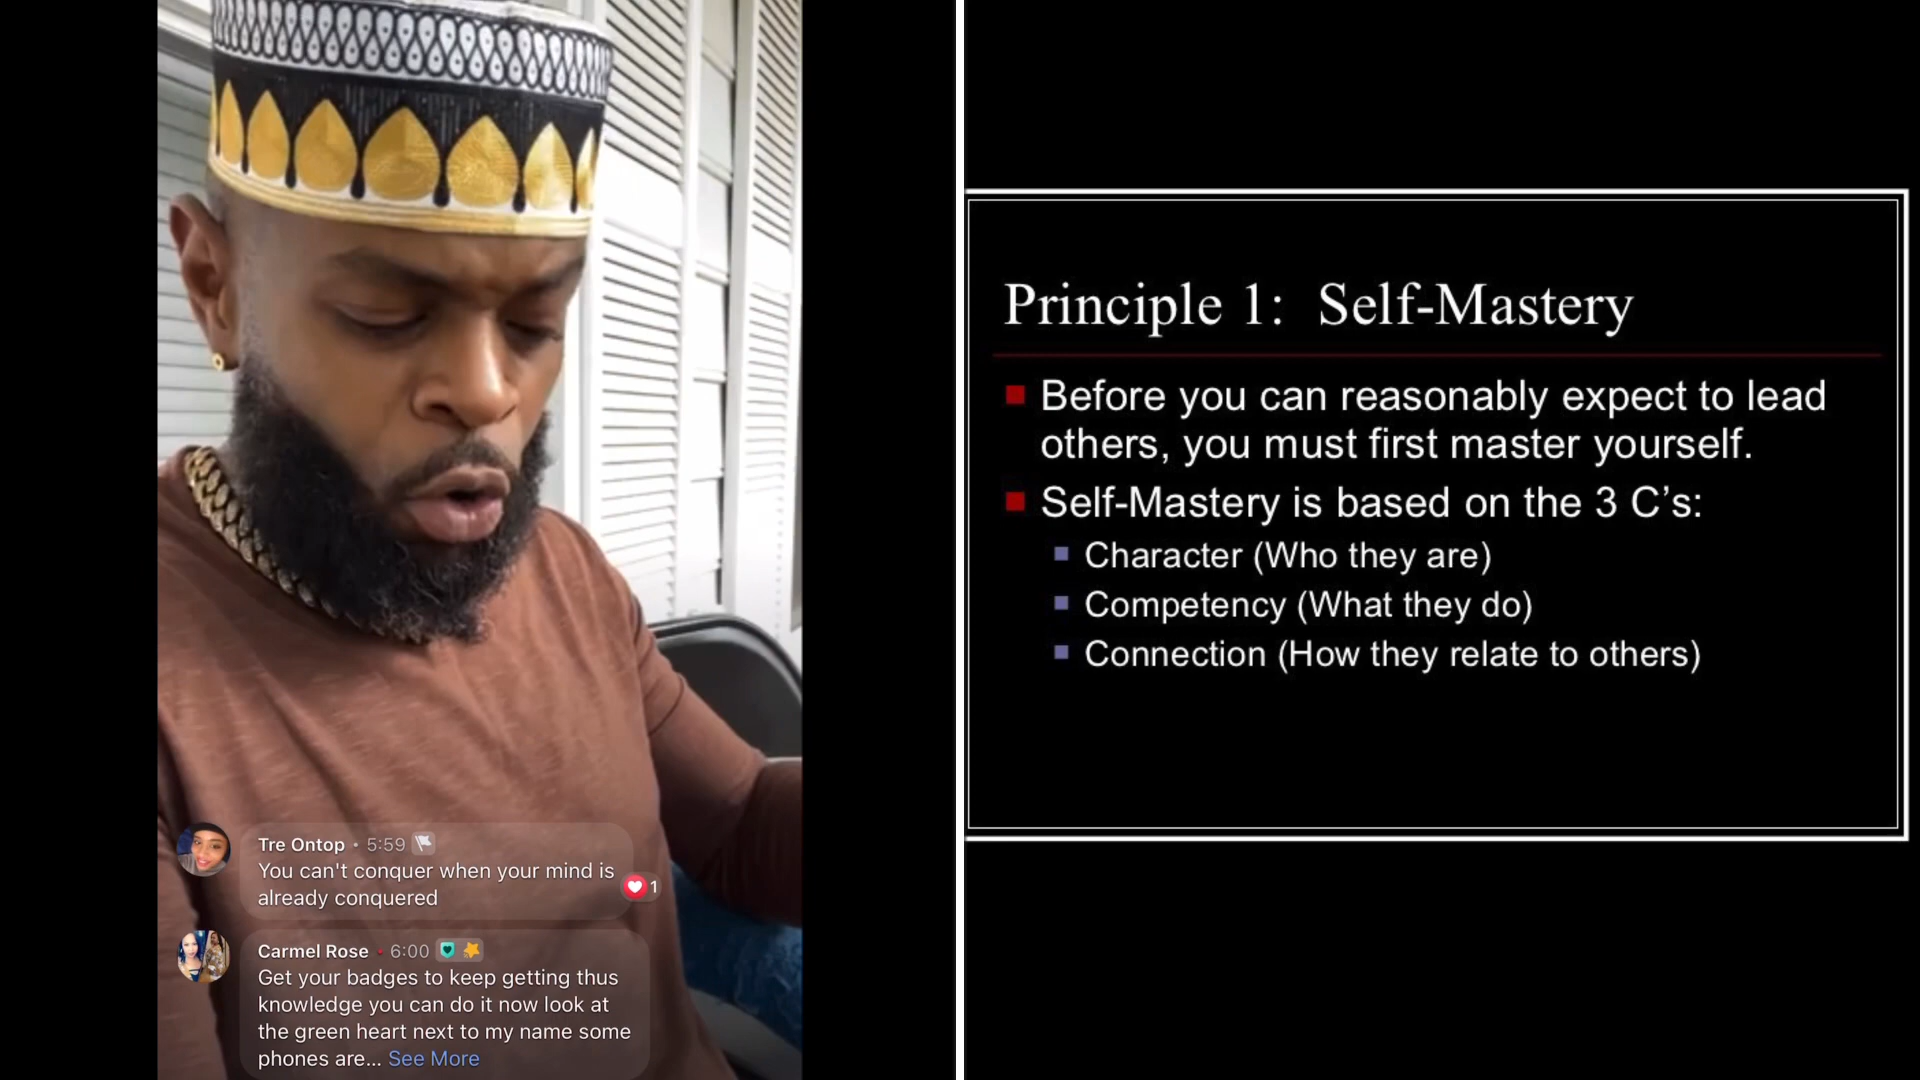 Tre Ontop • 5:59
You can't conquer when your mind is
already conquered
1
Carmel Rose • 6:00
Get your badges to keep getting thus
knowledge you can do it now look at
the green heart next to my name some
phones are... See More
Principle 1: Self-Mastery
Before you can reasonably expect to lead
others, you must first master yourself.
Self-Mastery is based on the 3 C’s:
Character (Who they are)
Competency (What they do)
Connection (How they relate to others)